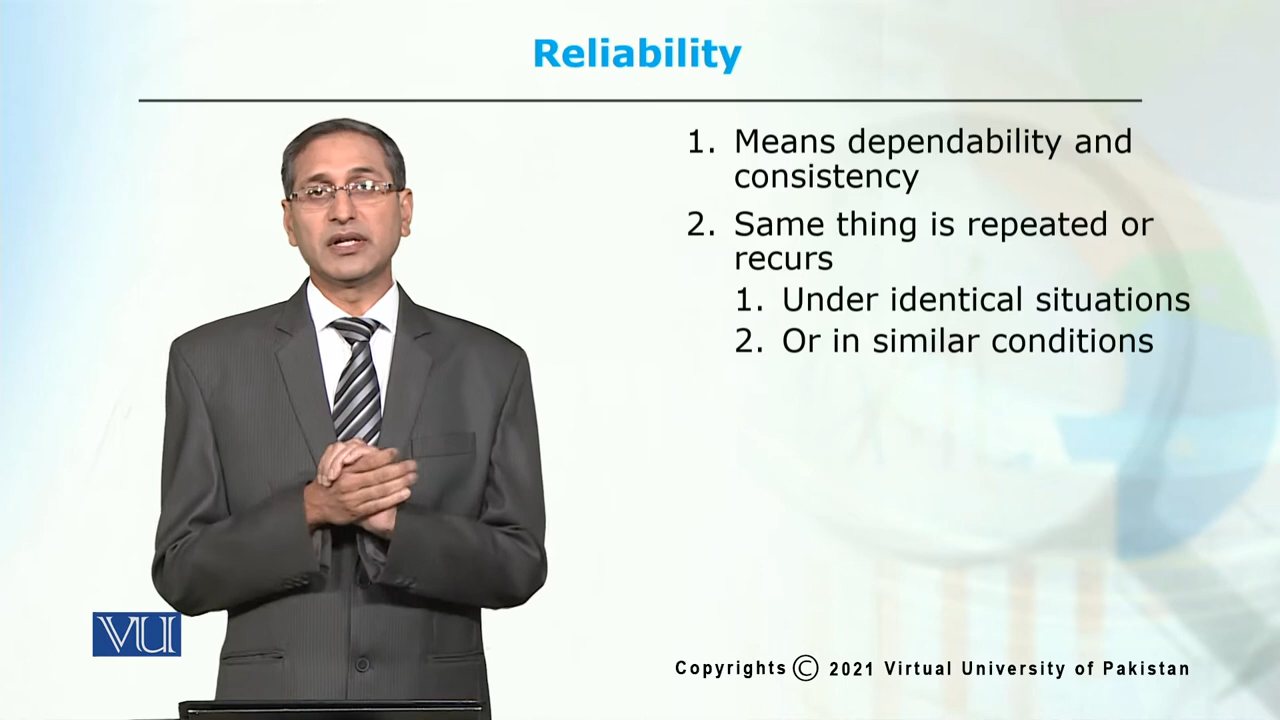 Reliability
1. Means dependability and
consistency
2. Same thing is repeated or
recurs
1. Under identical situations
2. Or in similar conditions
VU
Copyrights © 2021 Virtual University of Pakistan